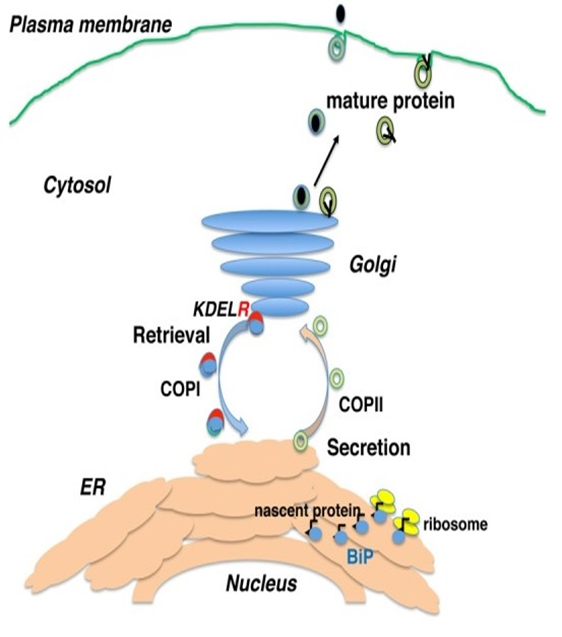 Plasma membrane
mature protein
Cytosol
Golgi
KDELR
Retrieval
COPI
COPII
Secretion
ER
nascent protein
ribosome
BiP
Nucleus